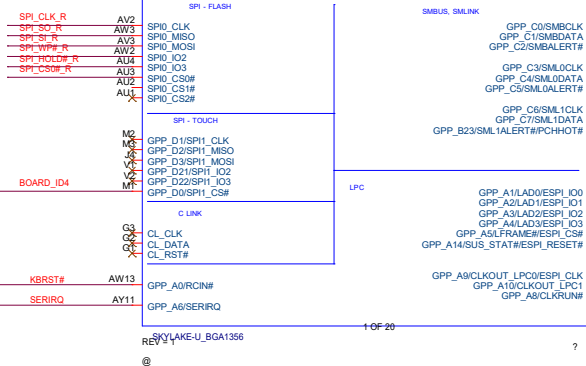 SPI - FLASH
SMBUS, SMLINK
SPI_CLK_R AV2 SPI0_CLK
SPI_SO_R AW3 SPI0_MISO
SPI_SI_R AV3 SPI0_MOSI
SPI_WP#_R AW2 SPI0_IO2
SPI_HOLD#_R AU4 SPI0_IO3
SPI_CS0#_R AU3 SPI0_CS0#
AU2 SPI0_CS1#
AU1 SPI0_CS2#
GPP_C0/SMBCLK
GPP_C1/SMBDATA
GPP_C2/SMBALERT#
GPP_C3/SML0CLK
GPP_C4/SML0DATA
GPP_C5/SML0ALERT#
GPP_C6/SML1CLK
GPP_C7/SML1DATA
GPP_B23/SML1ALERT#/PCHHOT#
SPI - TOUCH
M2 GPP_D1/SPI1_CLK
M3 GPP_D2/SPI1_MISO
J4 GPP_D3/SPI1_MOSI
V1 GPP_D21/SPI1_IO2
V2 GPP_D22/SPI1_IO3
BOARD_ID4 M1 GPP_D0/SPI1_CS#
LPC
GPP_A1/LAD0/ESPI_IO0
GPP_A2/LAD1/ESPI_IO1
GPP_A3/LAD2/ESPI_IO2
GPP_A4/LAD3/ESPI_IO3
GPP_A5/LFRAME#/ESPI_CS#
GPP_A14/SUS_STAT#/ESPI_RESET#
C LINK
G3 CL_CLK
G2 CL_DATA
G1 CL_RST#
KBRST# AW13 GPP_A0/RCIN#
SERIRQ AY11 GPP_A6/SERIRQ
GPP_A9/CLKOUT_LPC0/ESPI_CLK
GPP_A10/CLKOUT_LPC1
GPP_A8/CLKRUN#
1 OF 20
SKYLAKE-U_BGA1356
REV = 1
?
@